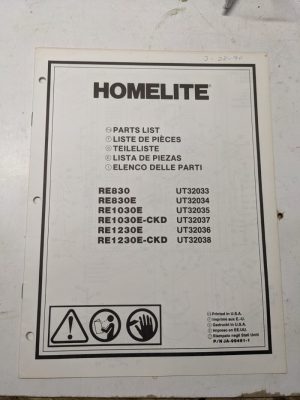 HOMELITE®
PARTS LIST
LISTE DE PIÈCES
TEILELISTE
LISTA DE PIEZAS
ELENCO DELLE PARTI
RE830 UT32033
RE830E UT32034
RE1030E UT32035
RE1030E-CKD UT32037
RE1230E UT32036
RE1230E-CKD UT32038
Printed in U.S.A.
Imprimé aux E.-U.
Gedruckt in U.S.A.
Impreso en EE.UU.
Stampato negli Stati Uniti